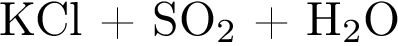 KCl + SO₂ + H₂O